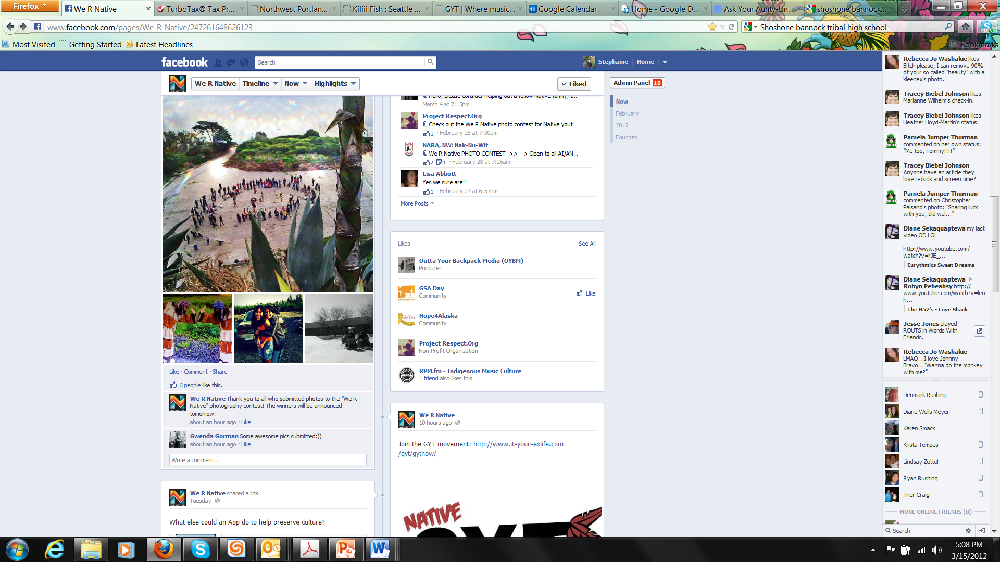 Firefox
We R Native
TurboTax® Tax Pr...
Northwest Portlan...
Kiliii Fish : Seattle ...
GYT | Where music...
Google Calendar
Home - Google D...
Ask Your Aunty-Un...
shoshone bannock...
www.facebook.com/pages/We-R-Native/247261648626123
Shoshone bannock tribal high school
Most Visited
Getting Started
Latest Headlines
Bookmarks
facebook
Search
Stephanie
Home
We R Native
Timeline
Now
Highlights
Liked
Admin Panel 10
Now
February
2012
Founded
Like · Comment · Share
6 people like this.
We R Native Thank you to all who submitted photos to the "We R
Native" photography contest! The winners will be announced
tomorrow.
about an hour ago · Like
Gwenda Gorman Some awesome pics submitted:))
about an hour ago · Like
Write a comment...
We R Native shared a link.
Tuesday
What else could an App do to help preserve culture?
Hello, please consider helping out a fellow Native family, a...
March 4 at 7:15pm
Project Respect.Org
Check out the We R Native photo contest for Native yout...
1 · February 28 at 7:30am
NARA, NW: Nak-Nu-Wit
We R Native PHOTO CONTEST ->>---> Open to all AI/AN...
2 1 · February 28 at 7:26am
Lisa Abbott
Yes we sure are!!
1 · February 27 at 6:57pm
More Posts
Likes
See All
Outta Your Backpack Media (OYBM)
Producer
GSA Day
Community
Like
Hope4Alaska
Community
Project Respect.Org
Non-Profit Organization
RPM
RPM.fm - Indigenous Music Culture
1 friend also likes this.
We R Native
10 hours ago
Join the GYT movement: http://www.itsyoursexlife.com
/gyt/gytnow/
NATIVE
GYT
Rebecca Jo Washakie likes
Bitch please, I can remove 90%
of your so called "beauty" with a
kleenex's photo.
Tracey Biebel Johnson likes
Marianne Wilhelm's check-in.
Tracey Biebel Johnson likes
Heather Lloyd-Martin's status.
Pamela Jumper Thurman
commented on her own status:
"Me too, Tommy!!!!"
Tracey Biebel Johnson
Anyone have an article they
love re:kids and screen time?
Pamela Jumper Thurman
commented on Christopher
Paisano's photo: "Sharing luck
with you, did wel..."
Diane Sekaquaptewa my last
video OD LOL
http://www.youtube.com/
watch?v=rJE_...
Eurythmics Sweet Dreams
Diane Sekaquaptewa
Robyn Pebeahsy http://
www.youtube.com/watch?v=leo
h...
The B52's - Love Shack
Jesse Jones played
ROUTS in Words With
Friends.
Rebecca Jo Washakie
LMAO...I love Johnny
Bravo..."Wanna do the monkey
with me?"
Denmark Rushing
Diane Wells Meyer
Karen Smack
Krista Tempes
Lindsay Zettel
Ryan Rushing
Trier Craig
MORE ONLINE FRIENDS (8)
Search
5:08 PM
3/15/2012